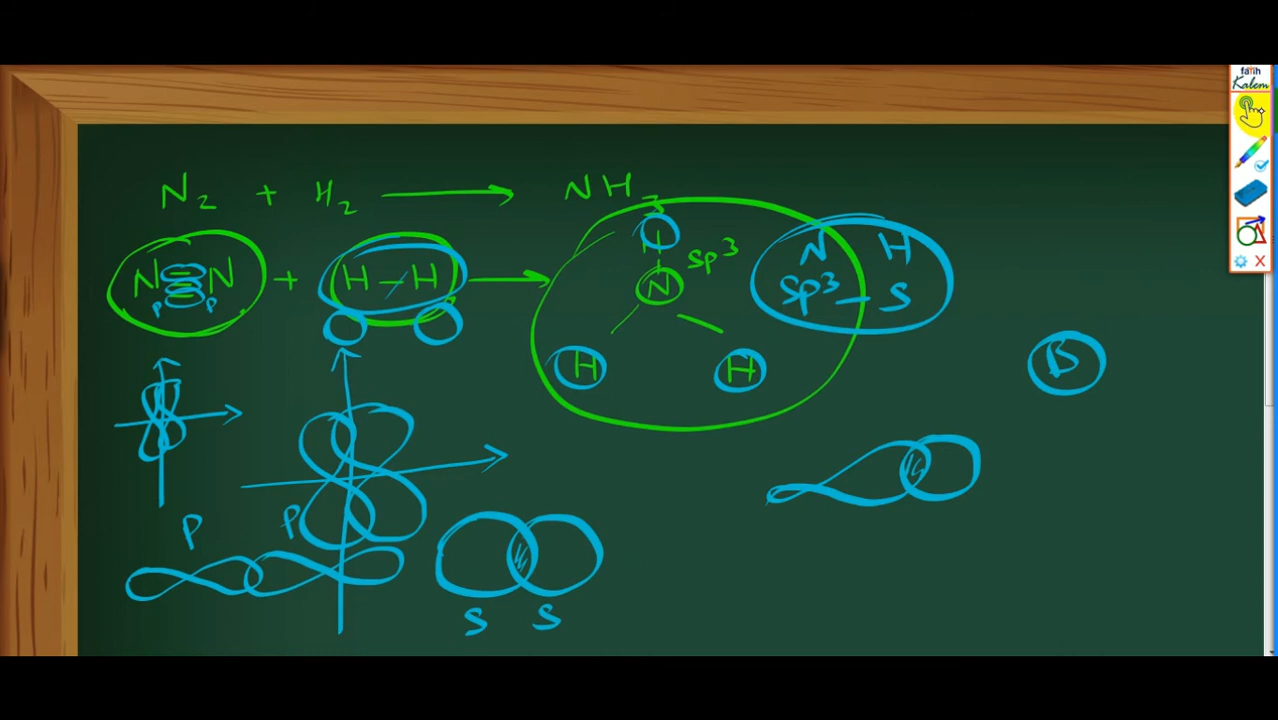 N2 + H2 → NH3
N≡N + H-H →
P P
H
N sp3
H H
N H
sp3 - s
B
P P
S S
fatih
Kalem